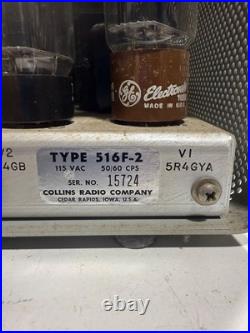 GE Electronic
MADE IN U.S.A.
V2
4GB
TYPE 516F-2
115 VAC 50/60 CPS
SER. NO. 15724
COLLINS RADIO COMPANY
CEDAR RAPIDS, IOWA, U.S.A.
V1
5R4GYA